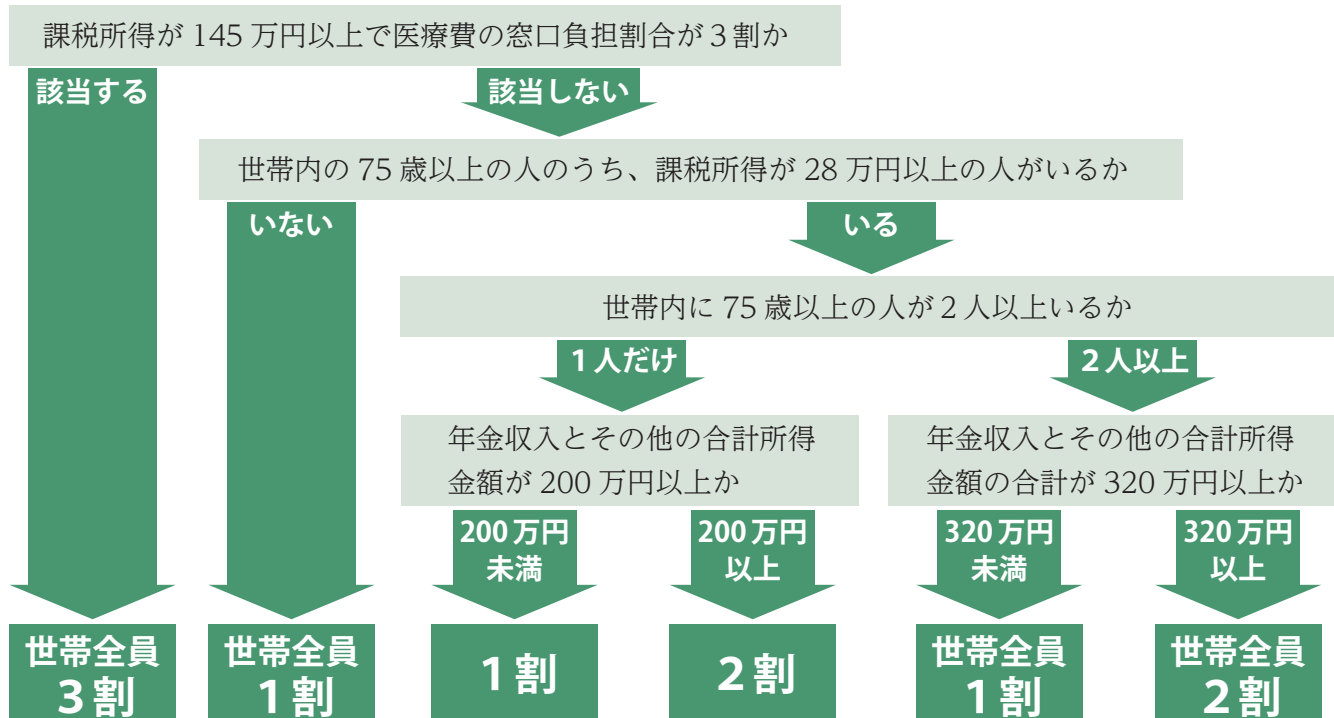 課税所得が 145 万円以上で医療費の窓口負担割合が３割か
該当する
該当しない
世帯内の 75 歳以上の人のうち、課税所得が 28 万円以上の人がいるか
いない
いる
世帯内に 75 歳以上の人が２人以上いるか
１人だけ
２人以上
年金収入とその他の合計所得
金額が 200 万円以上か
年金収入とその他の合計所得
金額の合計が 320 万円以上か
200 万円
未満
200 万円
以上
320 万円
未満
320 万円
以上
世帯全員
３割
世帯全員
１割
１割
２割
世帯全員
１割
世帯全員
２割